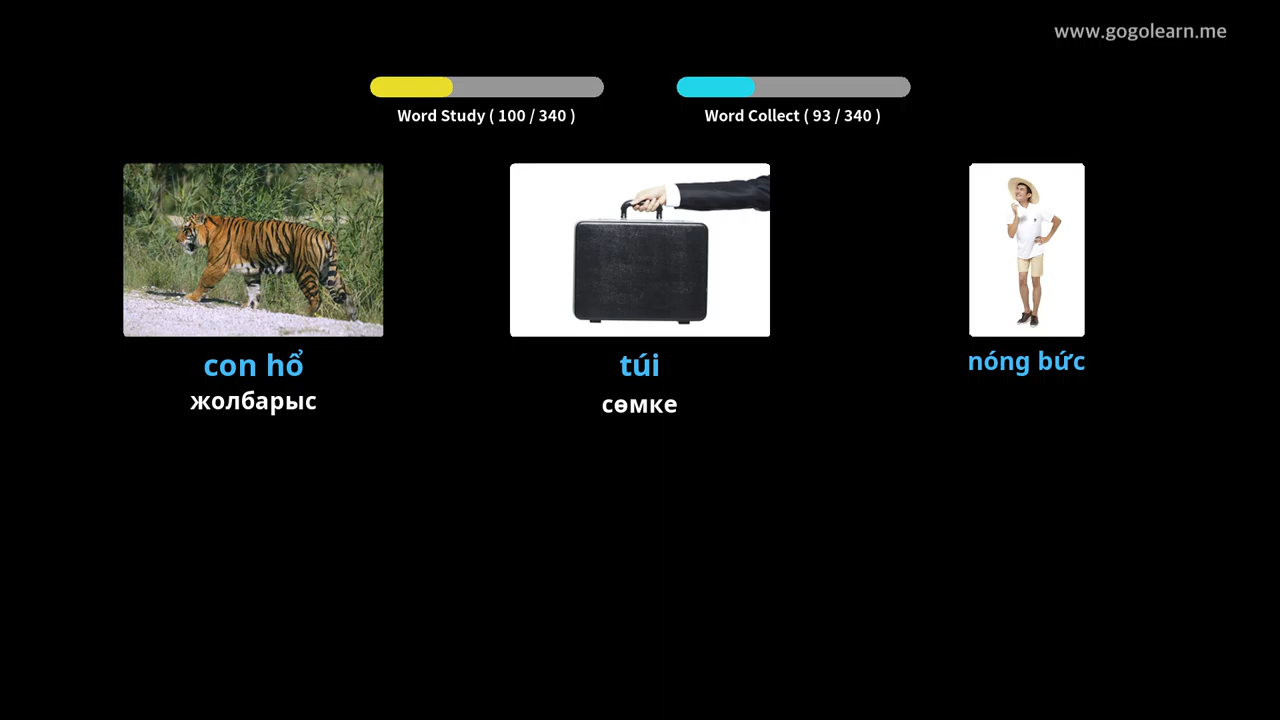 www.gogolearn.me
Word Study ( 100 / 340 )
Word Collect ( 93 / 340 )
con hổ
жолбарыс
túi
сөмке
nóng bức